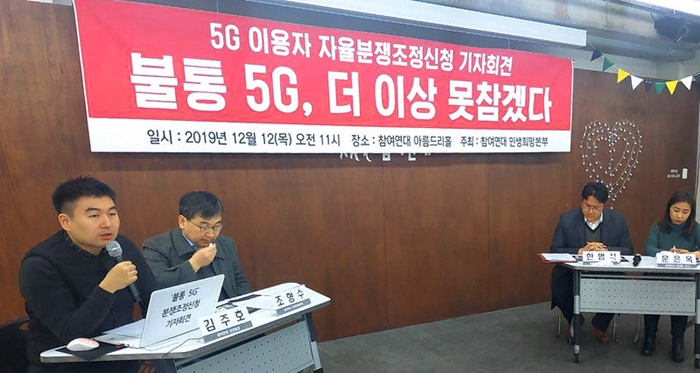 5G 이용자 자율분쟁조정신청 기자회견
불통 5G, 더 이상 못참겠다
일시 : 2019년 12월 12(목) 오전 11시 장소 : 참여연대 아름드리홀 주최 : 참여연대 민생희망본부
'불통 5G'
분쟁조정신청
기자회견
김주호
조형수
한범석
문은옥